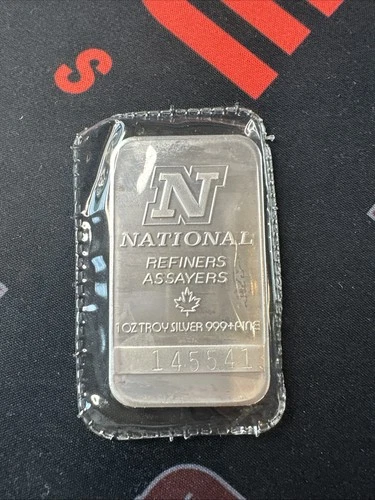 S
N
NATIONAL
REFINERS
ASSAYERS
1 OZ TROY SILVER 999+ FINE
145541